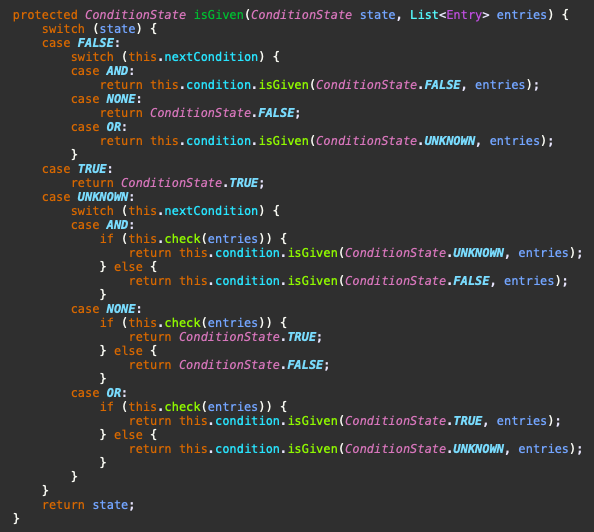 protected ConditionState isGiven(ConditionState state, List<Entry> entries) {
    switch (state) {
    case FALSE:
        switch (this.nextCondition) {
        case AND:
            return this.condition.isGiven(ConditionState.FALSE, entries);
        case NONE:
            return ConditionState.FALSE;
        case OR:
            return this.condition.isGiven(ConditionState.UNKNOWN, entries);
        }
    case TRUE:
        return ConditionState.TRUE;
    case UNKNOWN:
        switch (this.nextCondition) {
        case AND:
            if (this.check(entries)) {
                return this.condition.isGiven(ConditionState.UNKNOWN, entries);
            } else {
                return this.condition.isGiven(ConditionState.FALSE, entries);
            }
        case NONE:
            if (this.check(entries)) {
                return ConditionState.TRUE;
            } else {
                return ConditionState.FALSE;
            }
        case OR:
            if (this.check(entries)) {
                return this.condition.isGiven(ConditionState.TRUE, entries);
            } else {
                return this.condition.isGiven(ConditionState.UNKNOWN, entries);
            }
        }
    }
    return state;
}